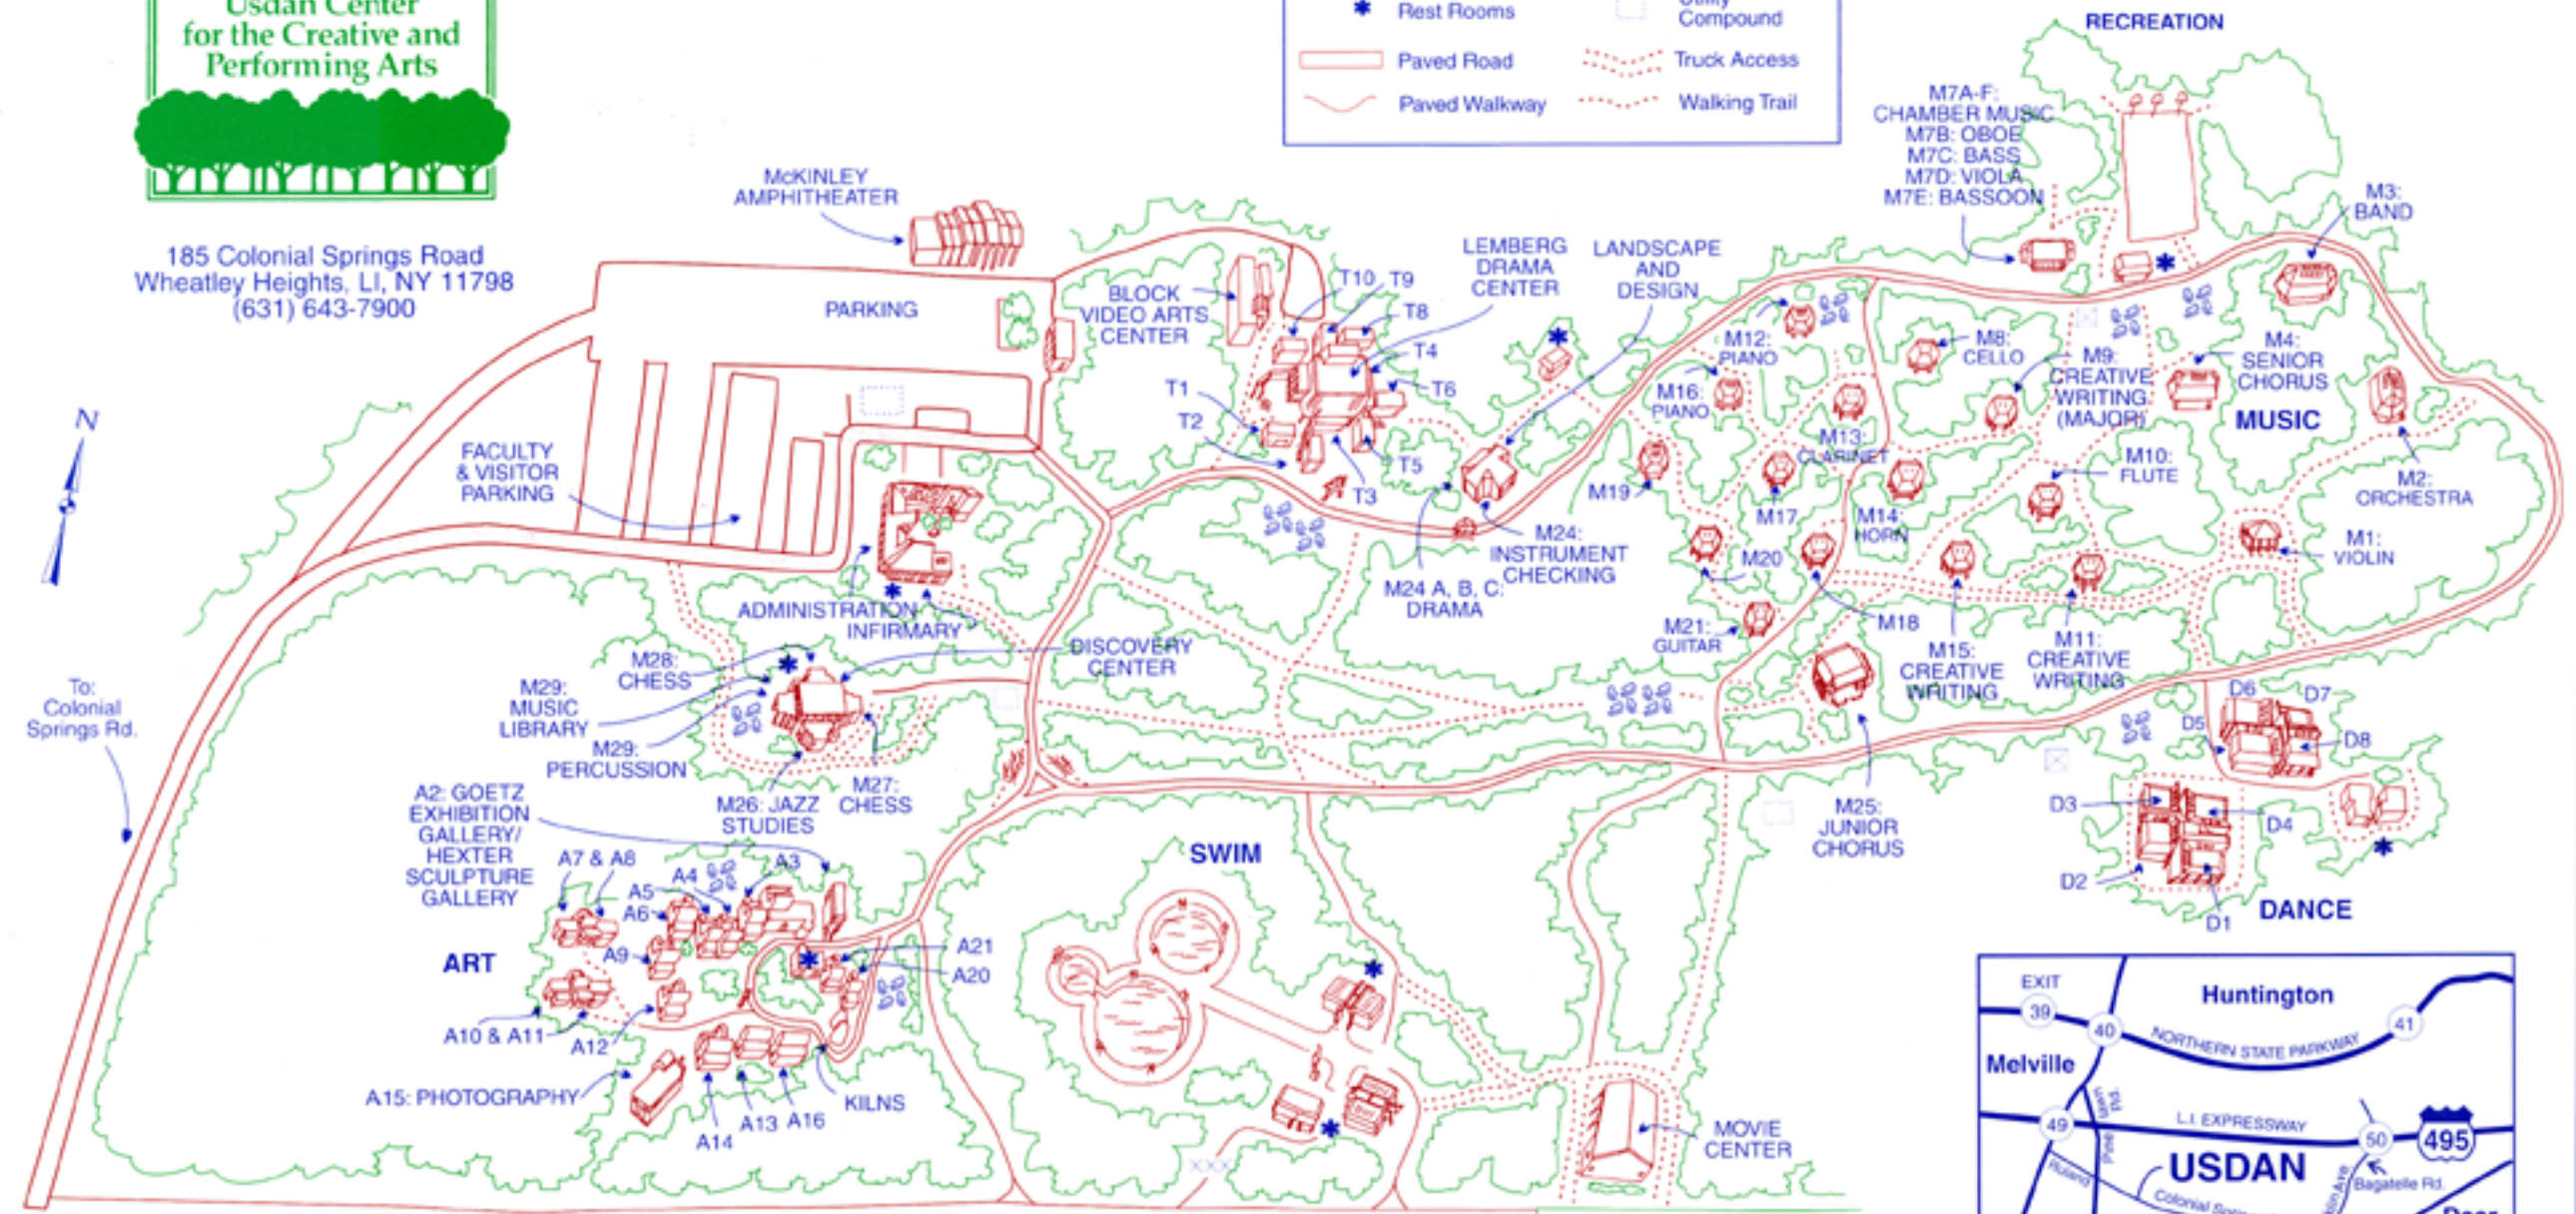 Usdan Center
for the Creative and
Performing Arts
185 Colonial Springs Road
Wheatley Heights, LI, NY 11798
(631) 643-7900
Rest Rooms
Utility
Compound
Paved Road
Truck Access
Paved Walkway
Walking Trail
RECREATION
M7A-F:
CHAMBER MUSIC
M7B: OBOE
M7C: BASS
M7D: VIOLA
M7E: BASSOON
M3:
BAND
McKINLEY
AMPHITHEATER
PARKING
BLOCK
VIDEO ARTS
CENTER
T10
T9
T8
T4
T6
T5
T3
T1
T2
LEMBERG
DRAMA
CENTER
LANDSCAPE
AND
DESIGN
M12:
PIANO
M16:
PIANO
M8:
CELLO
M9:
CREATIVE
WRITING
(MAJOR)
M4:
SENIOR
CHORUS
MUSIC
M13:
CLARINET
M10:
FLUTE
M2:
ORCHESTRA
M19
M17
M14:
HORN
M1:
VIOLIN
M20
M18
M21:
GUITAR
M15:
CREATIVE
WRITING
M11:
CREATIVE
WRITING
M24:
INSTRUMENT
CHECKING
M24 A, B, C:
DRAMA
N
FACULTY
& VISITOR
PARKING
ADMINISTRATION
INFIRMARY
DISCOVERY
CENTER
M28:
CHESS
M29:
MUSIC
LIBRARY
M29:
PERCUSSION
M26: JAZZ
STUDIES
M27:
CHESS
To:
Colonial
Springs Rd.
A2: GOETZ
EXHIBITION
GALLERY/
HEXTER
SCULPTURE
GALLERY
A7 & A8
A3
A4
A5
A6
A9
ART
A21
A20
A10 & A11
A12
A15: PHOTOGRAPHY
A14
A13
A16
KILNS
SWIM
M25:
JUNIOR
CHORUS
MOVIE
CENTER
D6
D7
D5
D8
D3
D4
D2
D1
DANCE
EXIT
39
40
41
Huntington
NORTHERN STATE PARKWAY
Melville
49
L.I. EXPRESSWAY
50
495
USDAN
Ruland
Pine
Rd.
Bagatelle Rd.
Colonial